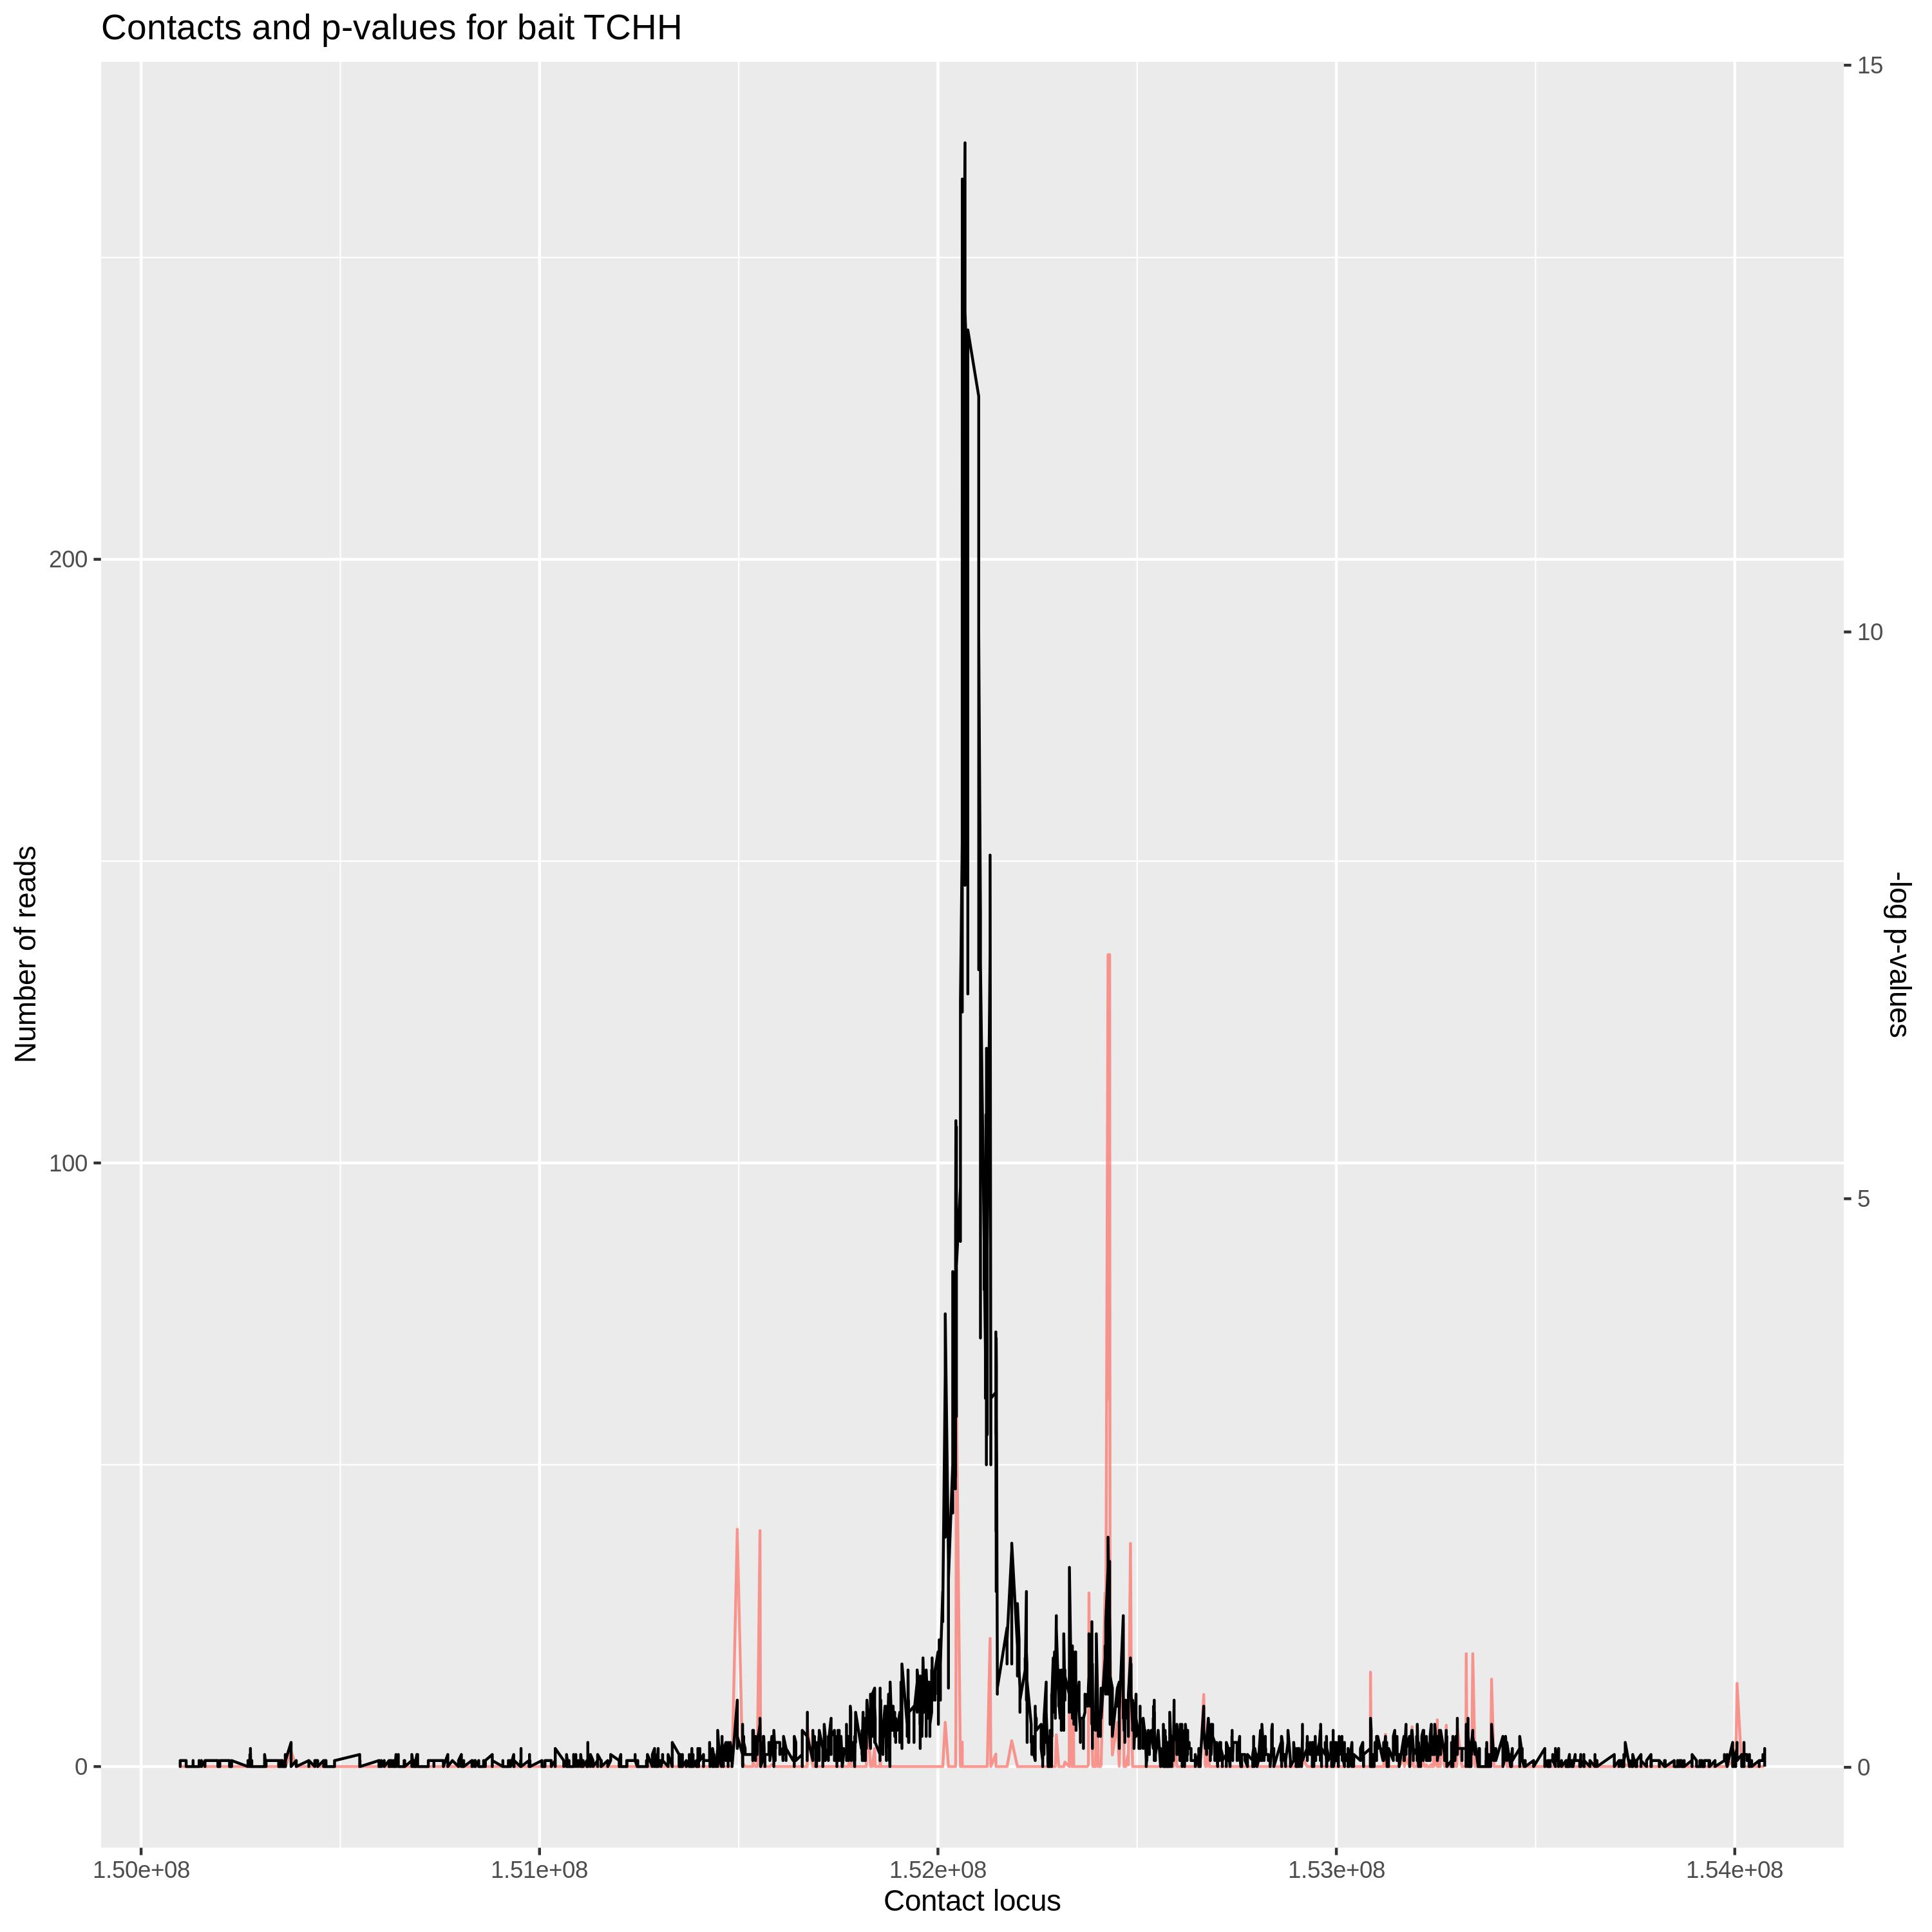 Contacts and p-values for bait TCHH
15
10
5
0
200
100
0
Number of reads
-log p-values
1.50e+08
1.51e+08
1.52e+08
1.53e+08
1.54e+08
Contact locus